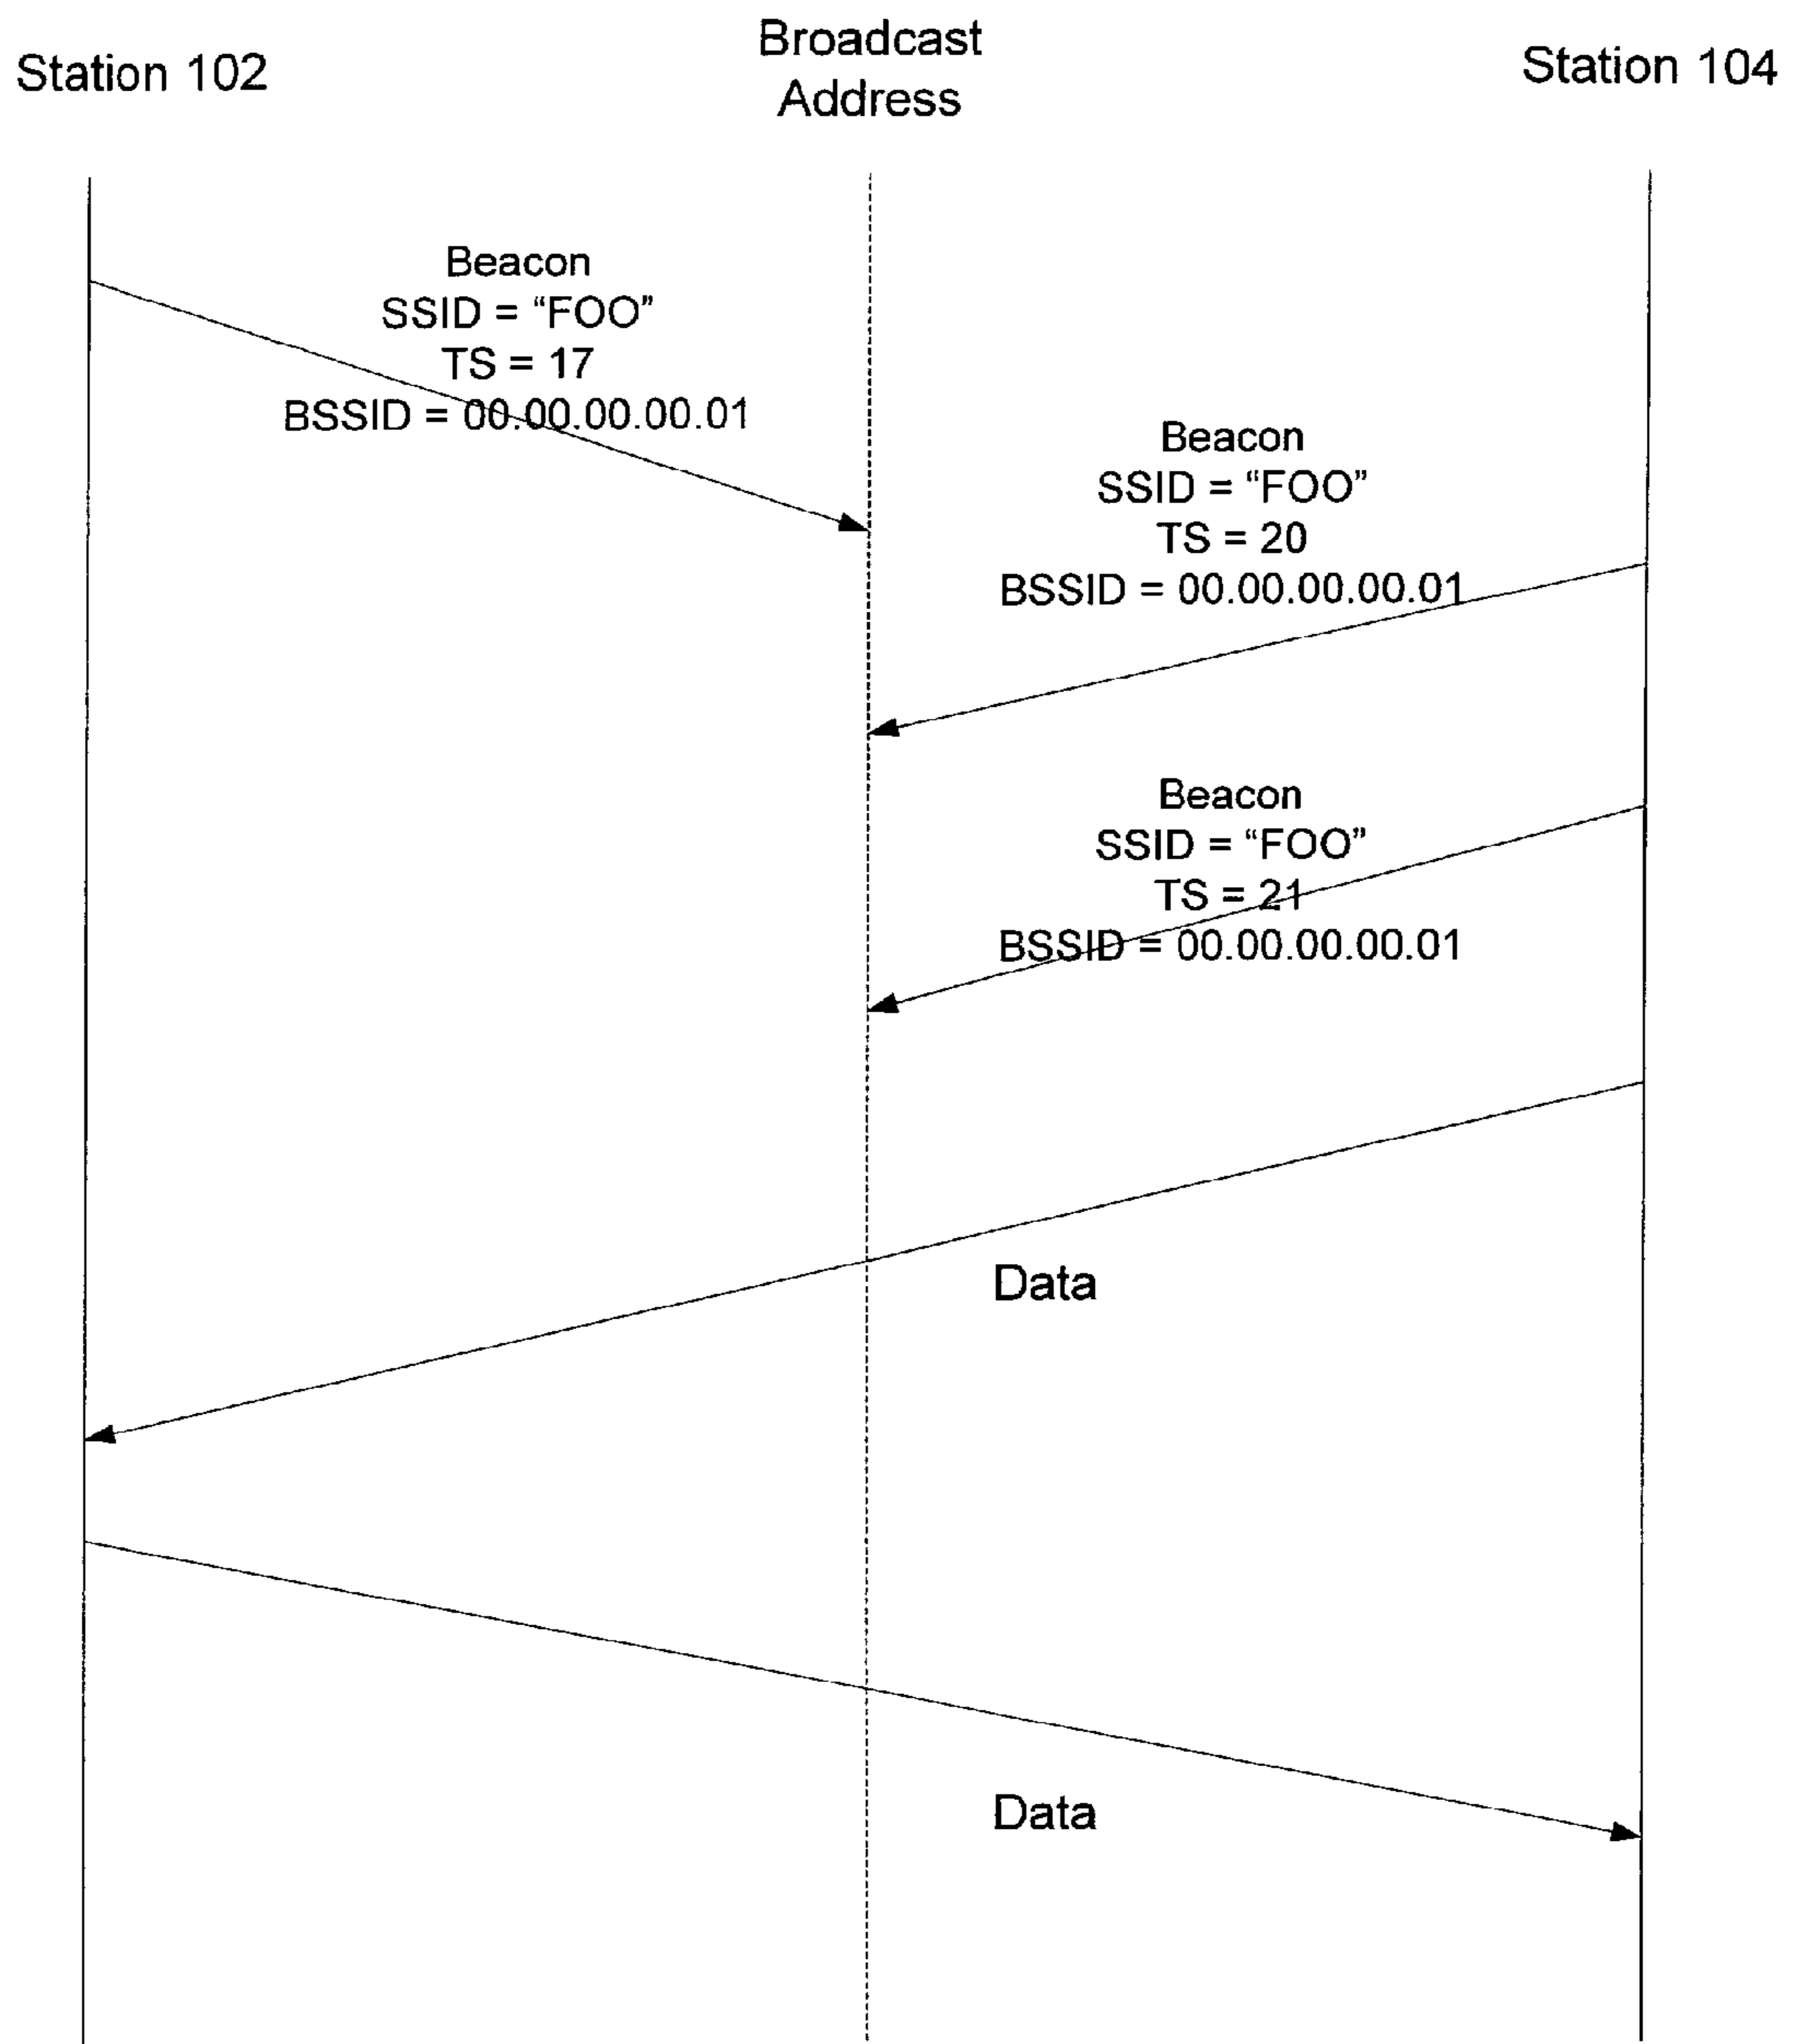 Station 102
Broadcast
Address
Station 104
Beacon
SSID = “FOO”
TS = 17
BSSID = 00.00.00.00.01
Beacon
SSID = “FOO”
TS = 20
BSSID = 00.00.00.00.01
Beacon
SSID = “FOO”
TS = 21
BSSID = 00.00.00.00.01
Data
Data